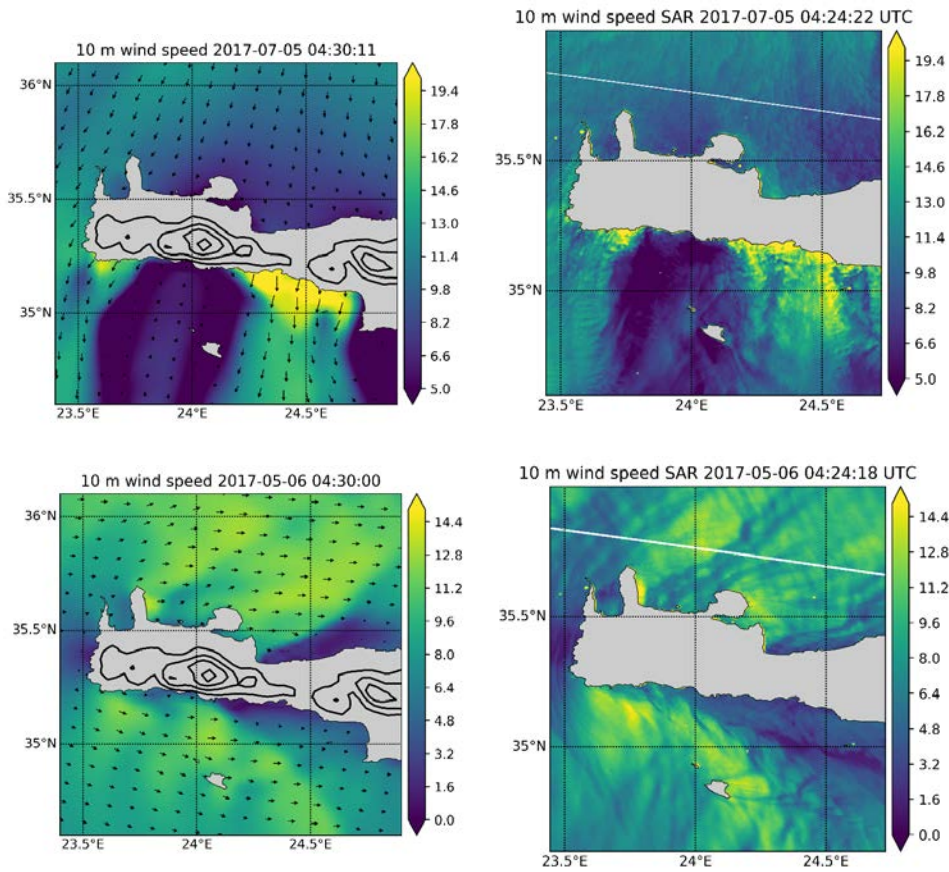 10 m wind speed 2017-07-05 04:30:11
36°N
35.5°N
35°N
23.5°E
24°E
24.5°E
19.4
17.8
16.2
14.6
13.0
11.4
9.8
8.2
6.6
5.0
10 m wind speed SAR 2017-07-05 04:24:22 UTC
35.5°N
35°N
23.5°E
24°E
24.5°E
19.4
17.8
16.2
14.6
13.0
11.4
9.8
8.2
6.6
5.0
10 m wind speed 2017-05-06 04:30:00
36°N
35.5°N
35°N
23.5°E
24°E
24.5°E
14.4
12.8
11.2
9.6
8.0
6.4
4.8
3.2
1.6
0.0
10 m wind speed SAR 2017-05-06 04:24:18 UTC
35.5°N
35°N
23.5°E
24°E
24.5°E
14.4
12.8
11.2
9.6
8.0
6.4
4.8
3.2
1.6
0.0